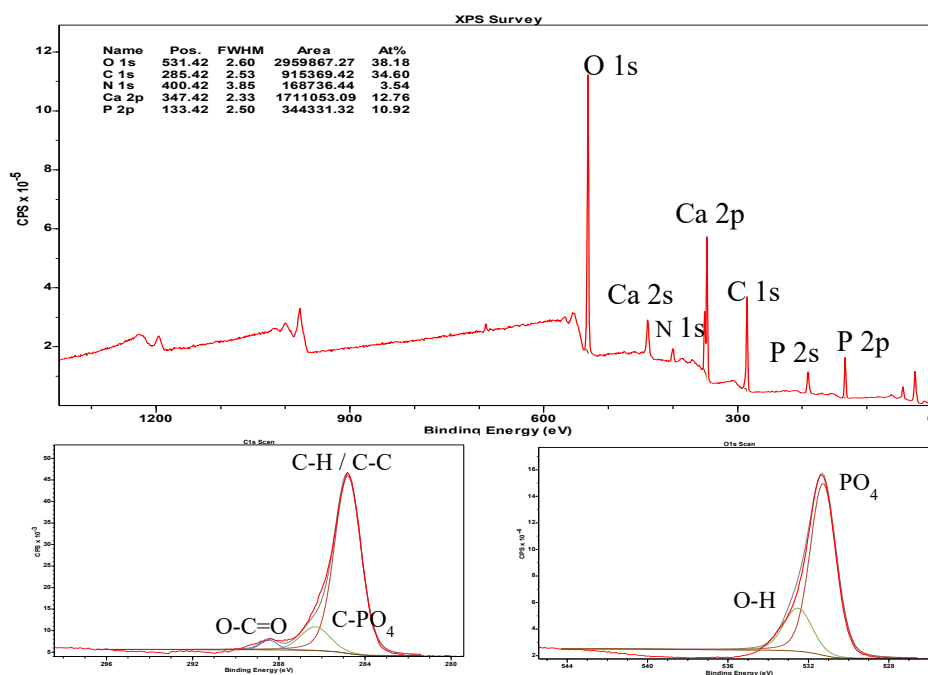 XPS Survey
Name Pos. FWHM Area At%
O 1s 531.42 2.60 2959867.27 38.18
C 1s 285.42 2.53 915369.42 34.60
N 1s 400.42 3.85 168736.44 3.54
Ca 2p 347.42 2.33 1711053.09 12.76
P 2p 133.42 2.50 344331.32 10.92
O 1s
Ca 2p
Ca 2s
N 1s
C 1s
P 2s
P 2p
CPS x 10-5
12
10
8
6
4
2
1200 900 600 300
Binding Energy (eV)
C1s Scan
C-H / C-C
O-C=O
C-PO4
CPS x 10-3
50
45
40
35
30
25
20
15
10
5
296 292 288 284 280
Binding Energy (eV)
O1s Scan
PO4
O-H
CPS x 10-4
16
14
12
10
8
6
4
2
544 540 536 532 528
Binding Energy (eV)